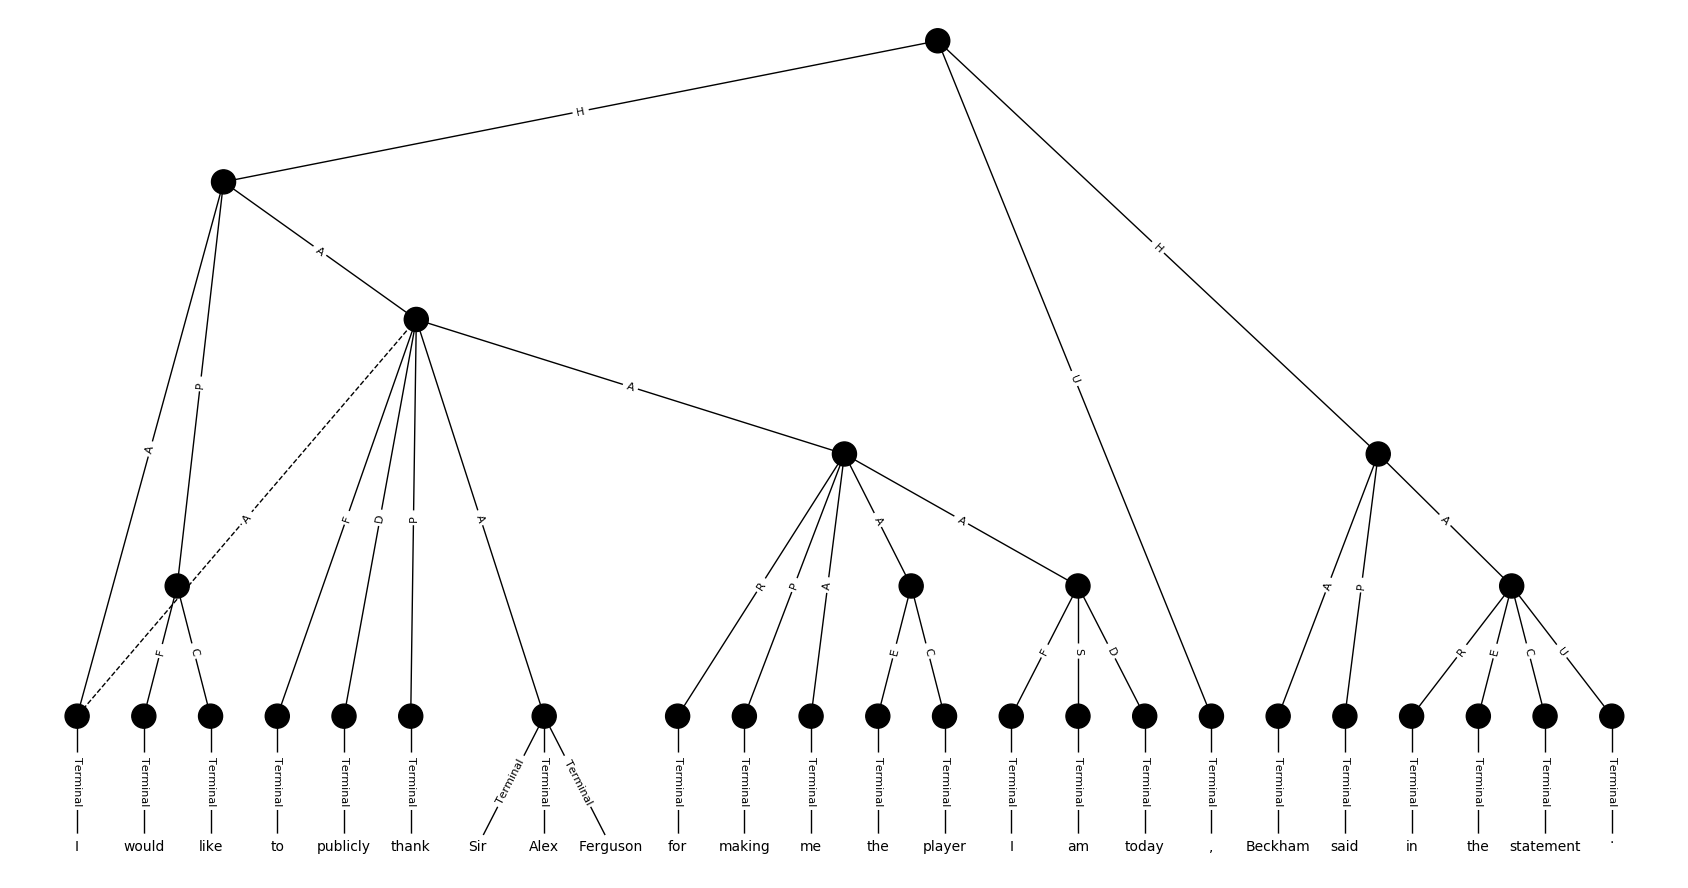 H
A
A
U
H
P
A
A
A
F
D
P
A
A
A
A
R
P
A
A
P
F
C
E
C
F
S
D
R
E
C
U
Terminal Terminal Terminal Terminal Terminal Terminal Terminal Terminal Terminal Terminal Terminal Terminal Terminal Terminal Terminal Terminal Terminal Terminal Terminal Terminal Terminal Terminal Terminal Terminal
I would like to publicly thank Sir Alex Ferguson for making me the player I am today , Beckham said in the statement .